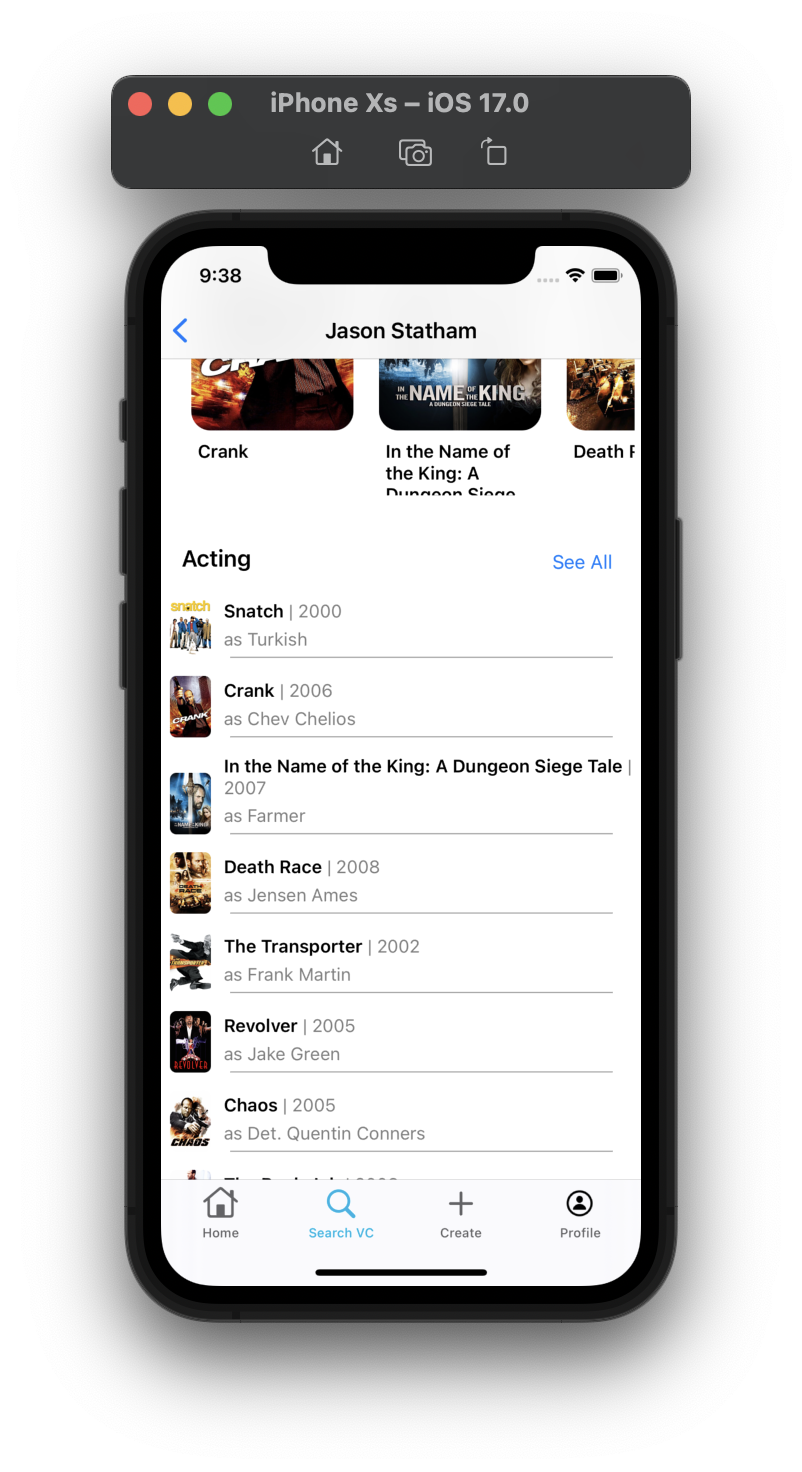 iPhone Xs – iOS 17.0
9:38
Jason Statham
CRANK
IN THE NAME OF THE KING
A DUNGEON SIEGE TALE
Crank
In the Name of
the King: A
Dungeon Siege
Death
Acting
See All
snatch
Snatch | 2000
as Turkish
CRANK
Crank | 2006
as Chev Chelios
In the Name of the King: A Dungeon Siege Tale |
2007
as Farmer
DEATH RACE
Death Race | 2008
as Jensen Ames
TRANSPORTER
The Transporter | 2002
as Frank Martin
REVOLVER
Revolver | 2005
as Jake Green
CHAOS
Chaos | 2005
as Det. Quentin Conners
Home
Search VC
Create
Profile